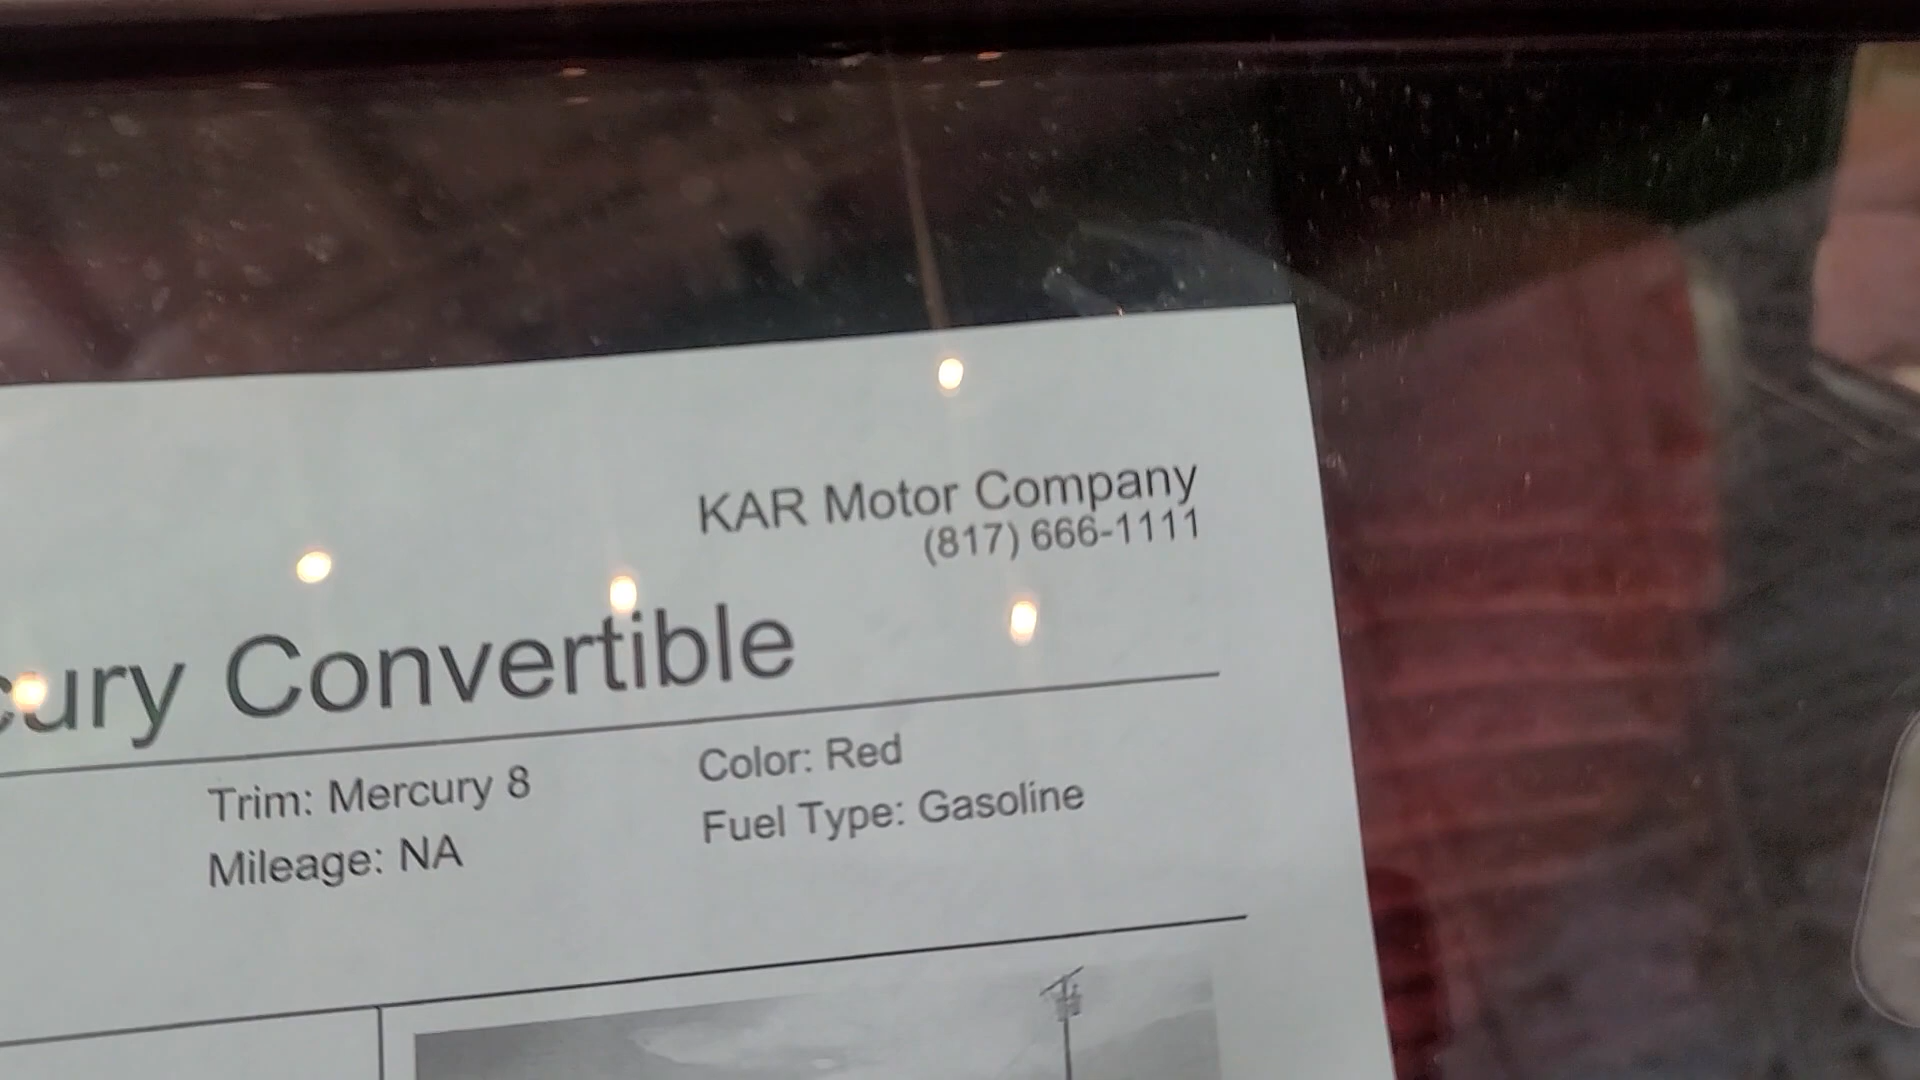 KAR Motor Company
(817) 666-1111
cury Convertible
Trim: Mercury 8
Color: Red
Mileage: NA
Fuel Type: Gasoline